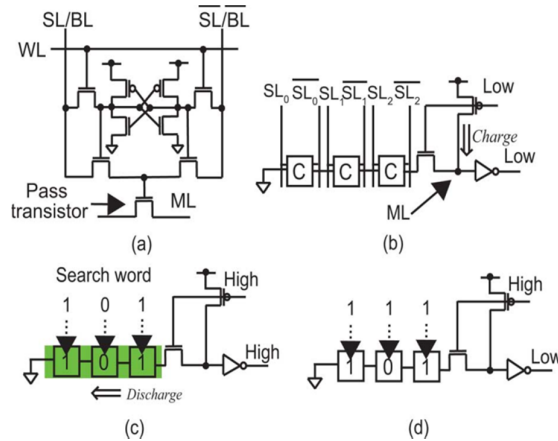 SL/BL
SL/BL
WL
Pass
transistor
ML
(a)
SL0 SL0 SL1 SL1 SL2 SL2
Low
Charge
C C C
Low
ML
(b)
Search word
1 0 1
High
1 0 1
High
Discharge
(c)
1 1 1
High
1 0 1
Low
(d)